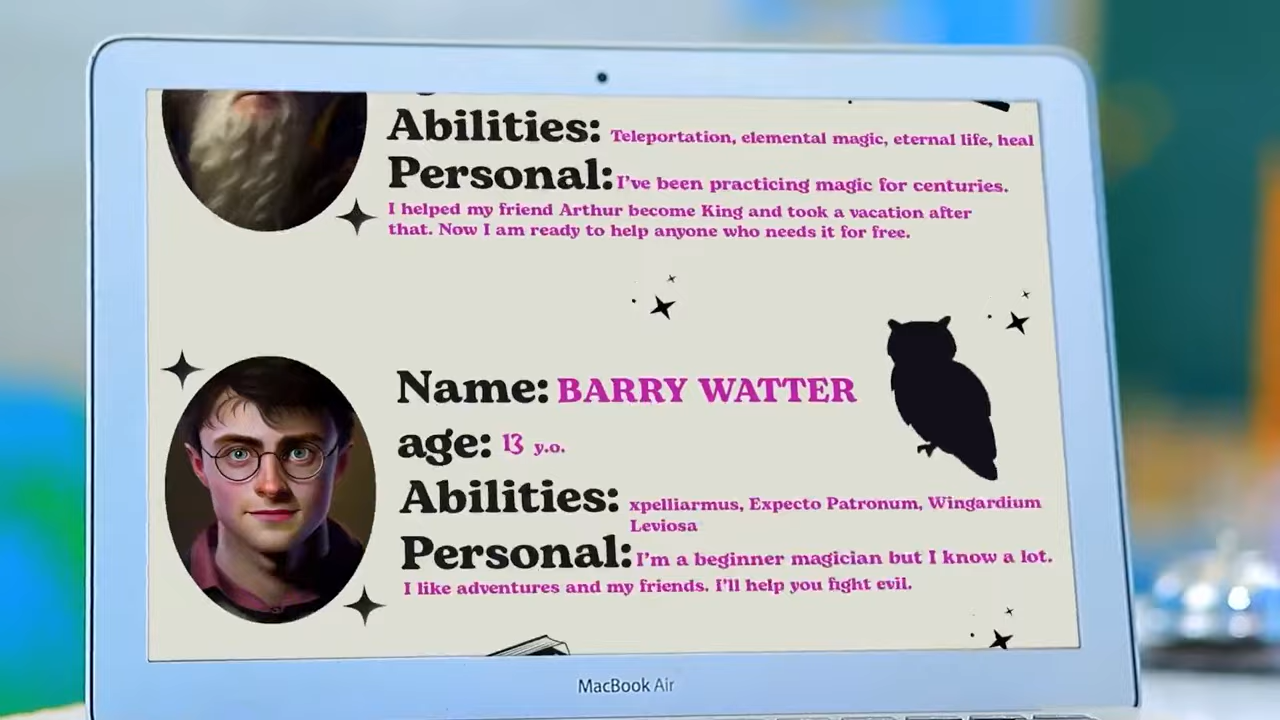 Abilities: Teleportation, elemental magic, eternal life, heal
Personal: I've been practicing magic for centuries.
I helped my friend Arthur become King and took a vacation after
that. Now I am ready to help anyone who needs it for free.
Name: BARRY WATTER
age: 13 y.o.
Abilities: xpelliarmus, Expecto Patronum, Wingardium
Leviosa
Personal: I'm a beginner magician but I know a lot.
I like adventures and my friends. I'll help you fight evil.
MacBook Air